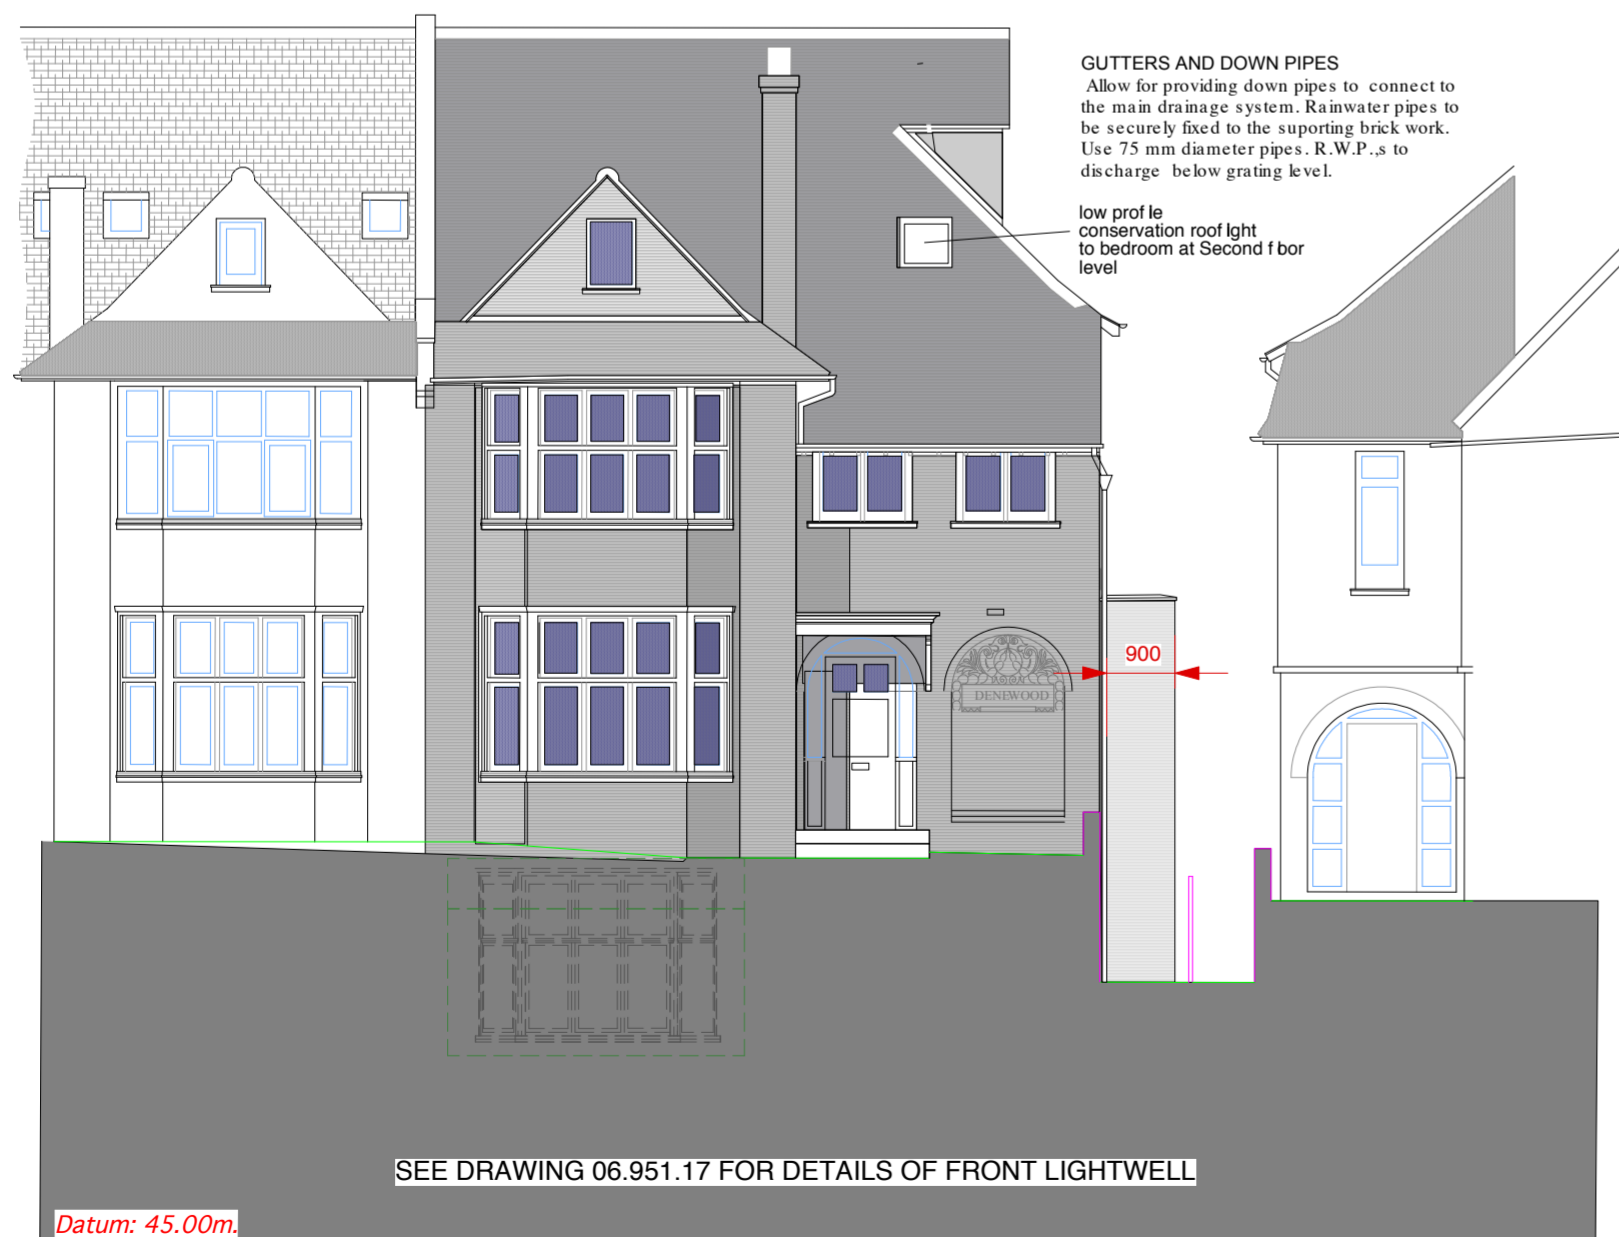 GUTTERS AND DOWN PIPES
Allow for providing down pipes to connect to
the main drainage system. Rainwater pipes to
be securely fixed to the suporting brick work.
Use 75 mm diameter pipes. R.W.P.,s to
discharge below grating level.
low prof le
conservation roof lght
to bedroom at Second f bor
level
900
DENEWOOD
SEE DRAWING 06.951.17 FOR DETAILS OF FRONT LIGHTWELL
Datum: 45.00m.